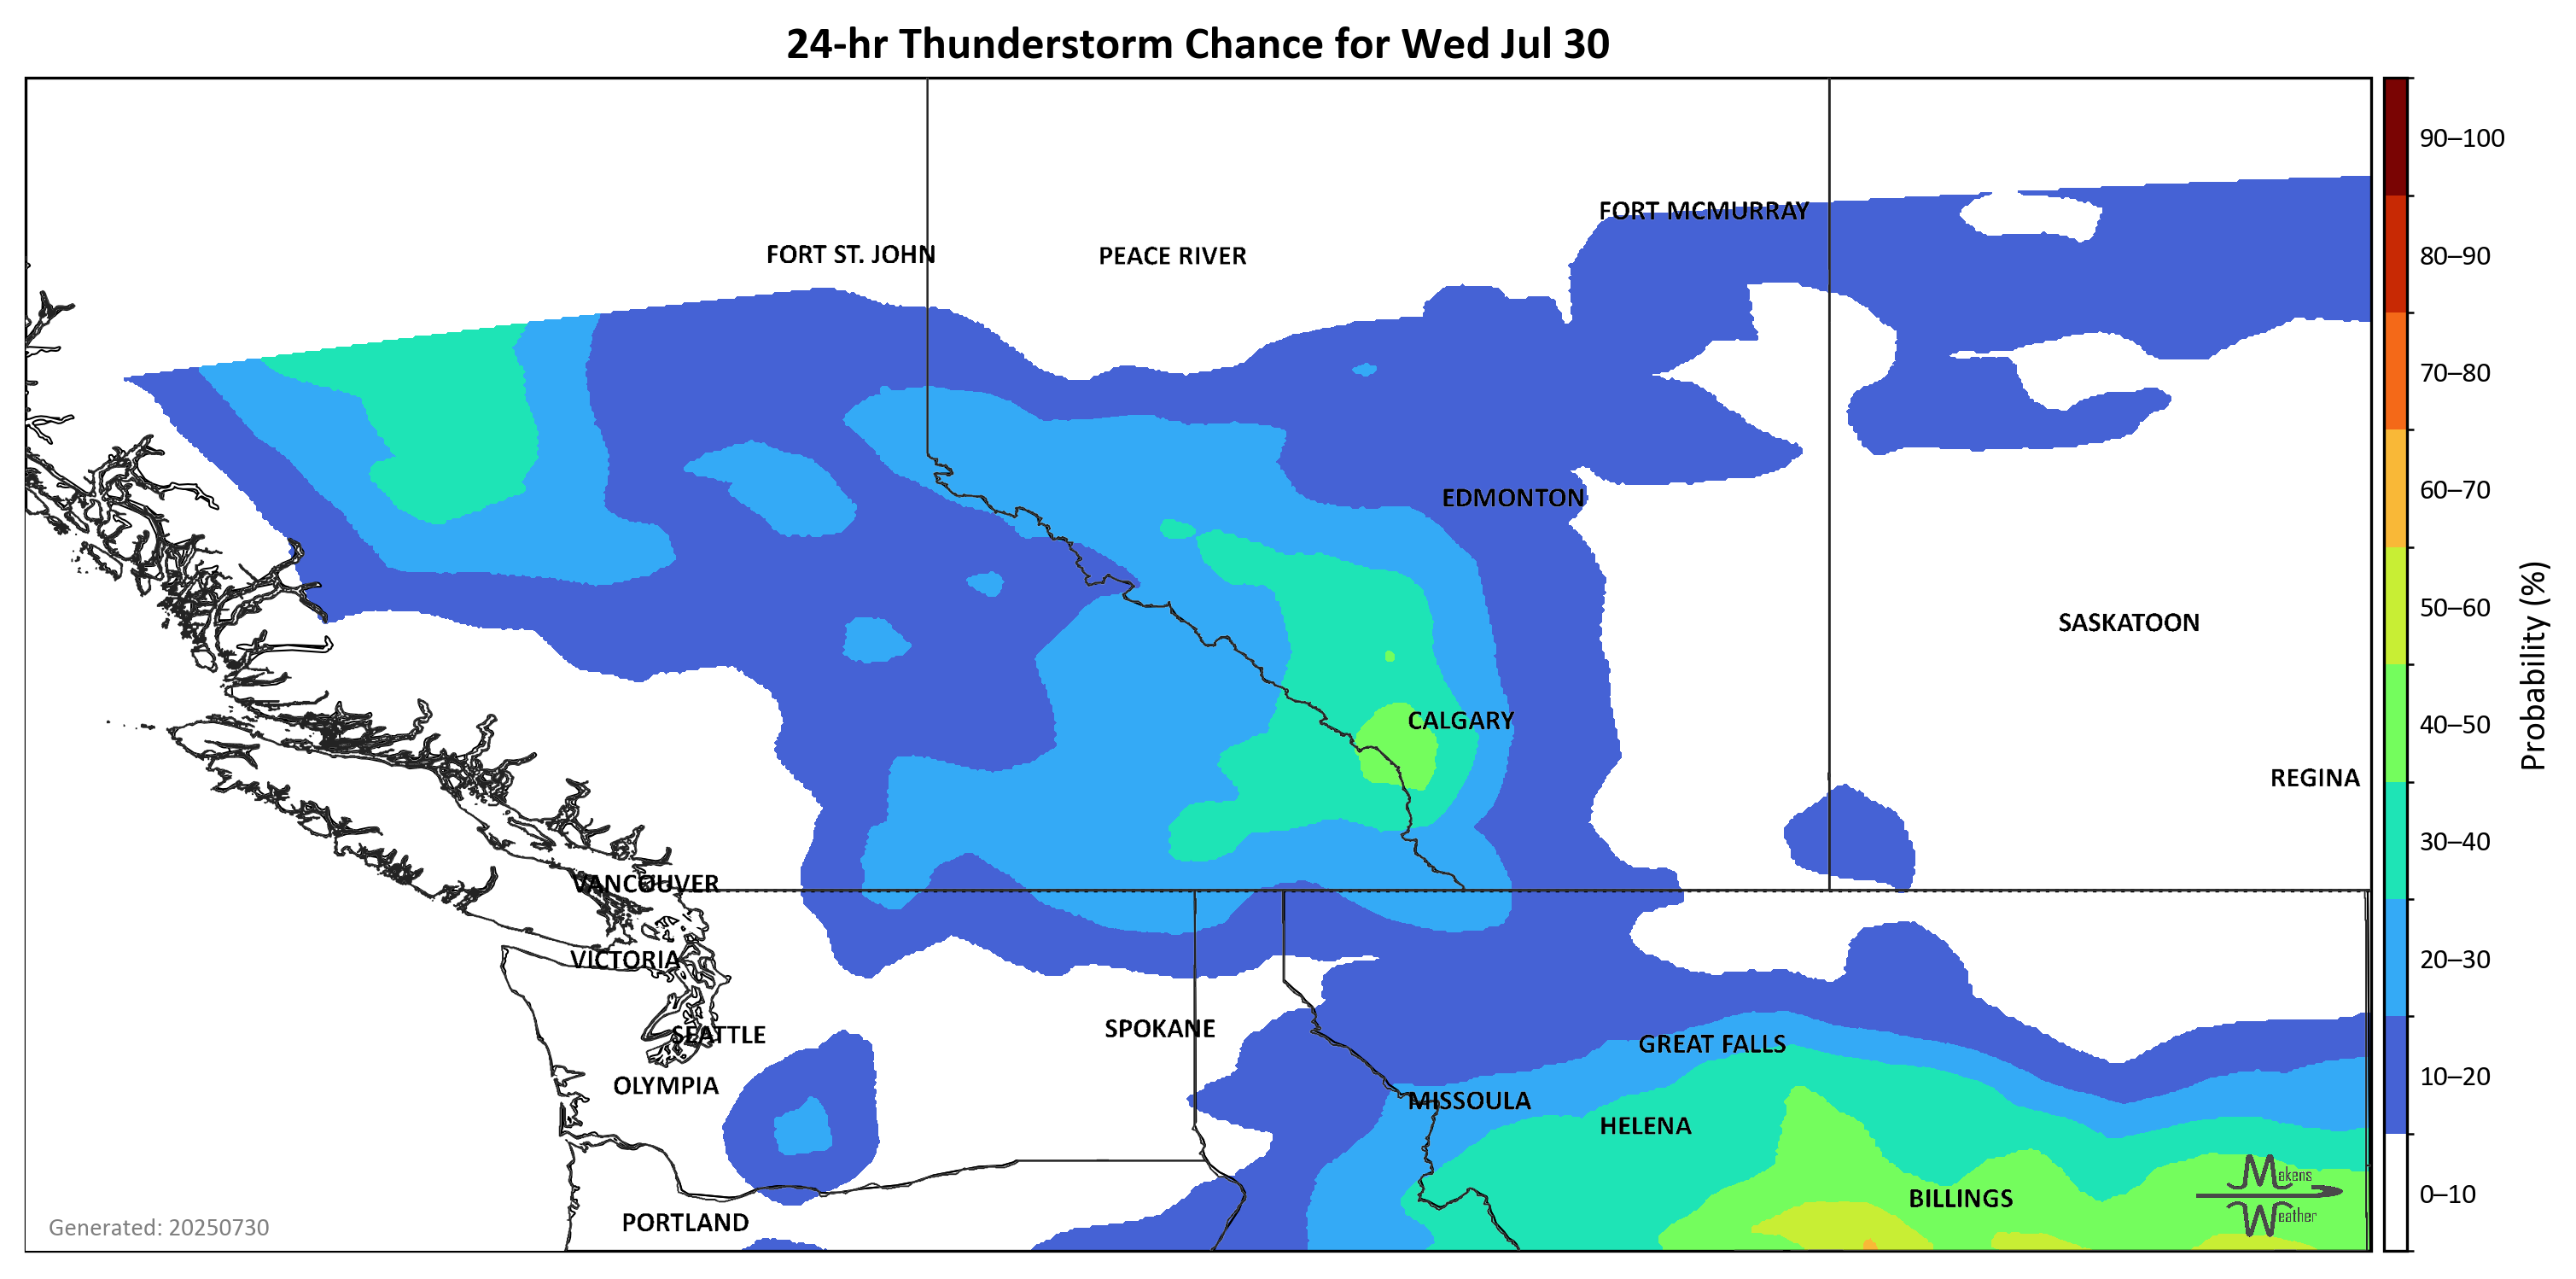 24-hr Thunderstorm Chance for Wed Jul 30
90–100
FORT MCMURRAY
FORT ST. JOHN
PEACE RIVER
80–90
70–80
60–70
EDMONTON
50–60
SASKATOON
Probability (%)
CALGARY
40–50
REGINA
30–40
VANCOUVER
VICTORIA
20–30
SEATTLE
SPOKANE
GREAT FALLS
10–20
OLYMPIA
MISSOULA
HELENA
Makens
Weather
0–10
BILLINGS
PORTLAND
Generated: 20250730